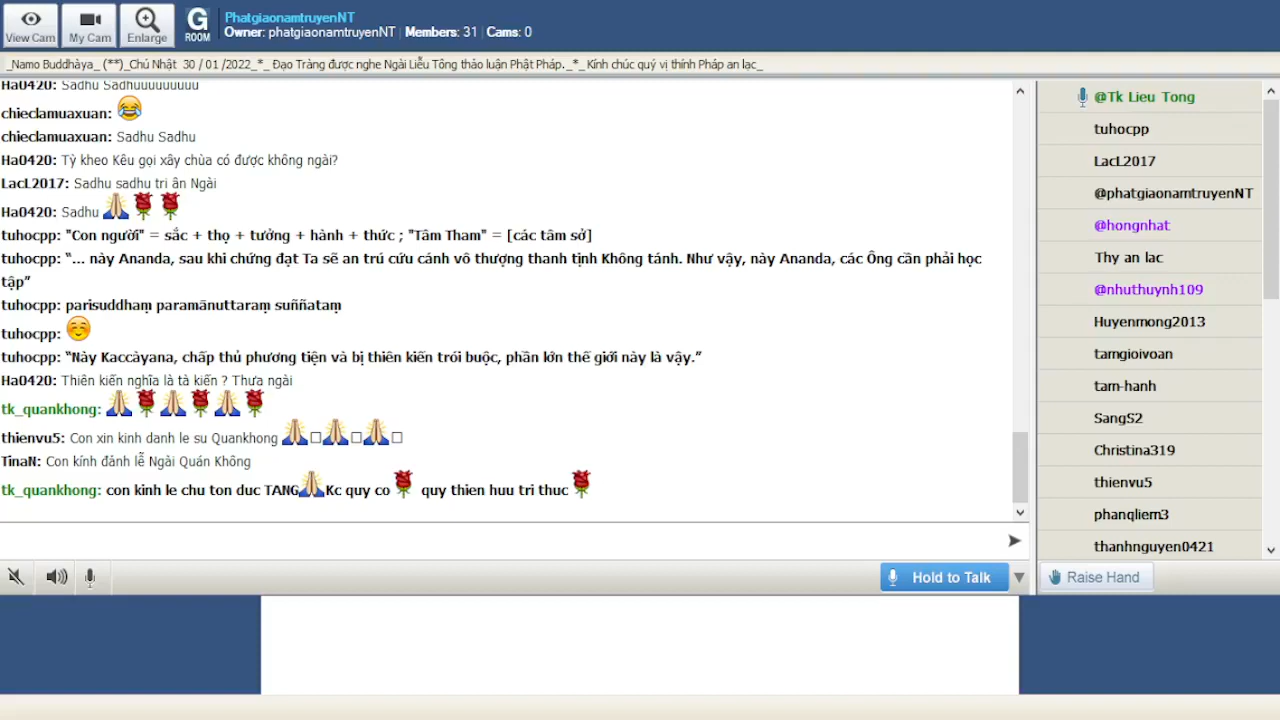 View Cam
My Cam
Enlarge
G
ROOM
PhatgiaonamtruyenNT
Owner: phatgiaonamtruyenNT Members: 31 Cams: 0
_Namo Buddhàya_ (**)_Chú Nhật 30 / 01 /2022_*_ Đạo Tràng được nghe Ngài Liễu Tông thảo luận Phật Pháp._*_ Kính chúc quý vị thính Pháp an lạc_
Ha0420: Sadhu Sadhuuuuuuuuu
chieclamuaxuan: 😂
chieclamuaxuan: Sadhu Sadhu
Ha0420: Tỳ kheo Kêu gọi xây chùa có được không ngài?
LacL2017: Sadhu sadhu tri ân Ngài
Ha0420: Sadhu 🙏🌹🌹
tuhocpp: "Con người" = sắc + thọ + tưởng + hành + thức ; "Tâm Tham" = [các tâm sở]
tuhocpp: “... này Ananda, sau khi chứng đạt Ta sẽ an trú cứu cánh vô thượng thanh tịnh Không tánh. Như vậy, này Ananda, các Ông cần phải học
tập”
tuhocpp: parisuddhaṃ paramānuttaraṃ suññataṃ
tuhocpp: ☺️
tuhocpp: “Này Kaccàyana, chấp thủ phương tiện và bị thiên kiến trói buộc, phần lớn thế giới này là vậy.”
Ha0420: Thiên kiến nghĩa là tà kiến ? Thưa ngài
tk_quankhong: 🙏🌹🙏🌹🙏🌹
thienvu5: Con xin kinh danh le su Quankhong 🙏□🙏□🙏□
TinaN: Con kính đảnh lễ Ngài Quán Không
tk_quankhong: con kinh le chu ton duc TANG🙏Kc quy co🌹 quy thien huu tri thuc🌹
Hold to Talk
@Tk Lieu Tong
tuhocpp
LacL2017
@phatgiaonamtruyenNT
@hongnhat
Thy an lac
@nhuthuynh109
Huyenmong2013
tamgioivoan
tam-hanh
SangS2
Christina319
thienvu5
phanqliem3
thanhnguyen0421
Raise Hand